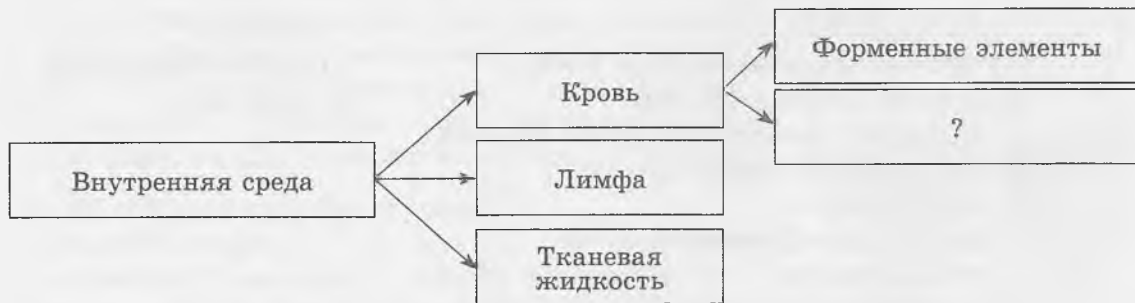 Форменные элементы
Кровь
?
Внутренняя среда
Лимфа
Тканевая
жидкость